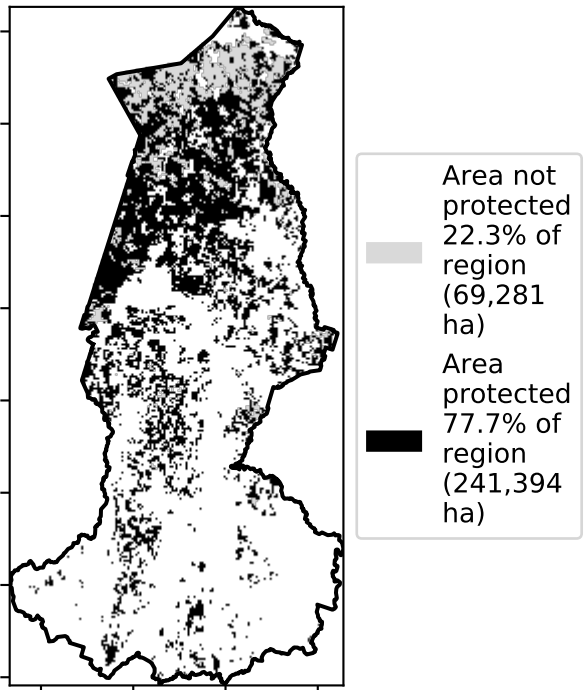 Area not
protected
22.3% of
region
(69,281
ha)
Area
protected
77.7% of
region
(241,394
ha)